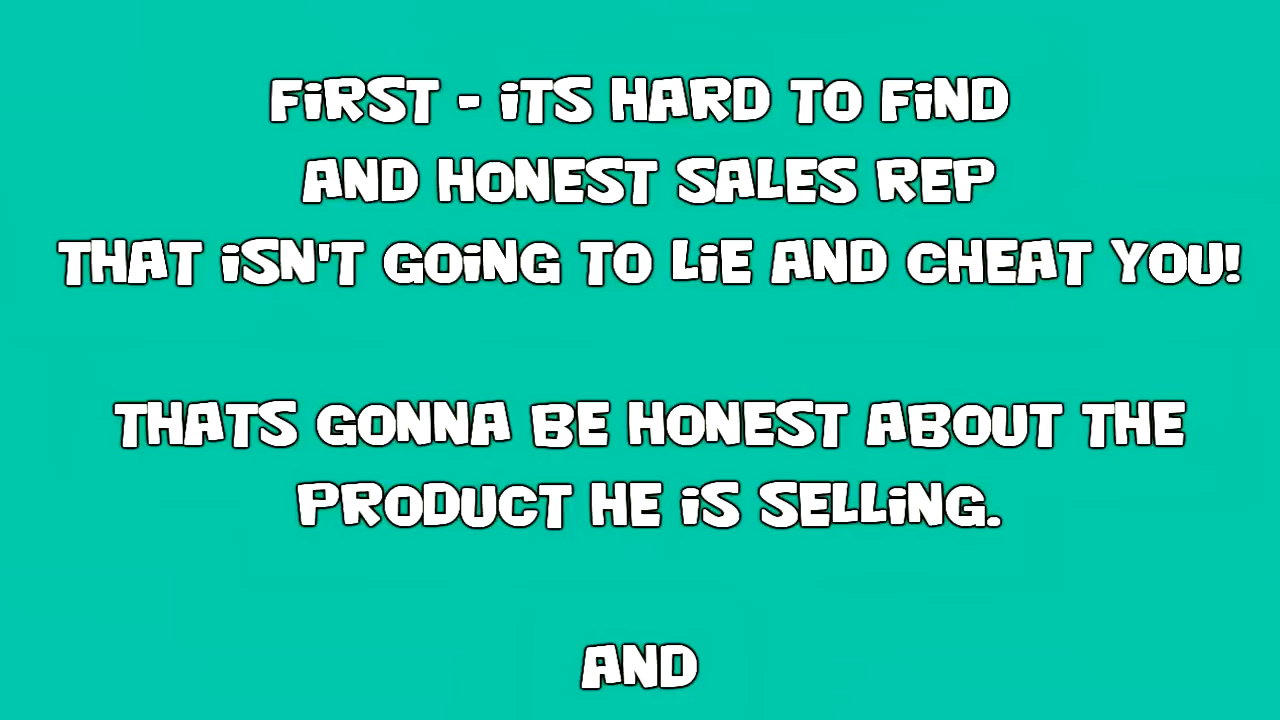 FiRST - iTS HARD TO FiND
AND HONEST SALES REP
THAT iSN'T GOiNG TO LiE AND CHEAT YOU!
THATS GONNA BE HONEST ABOUT THE
PRODUCT HE iS SELLiNG.
AND